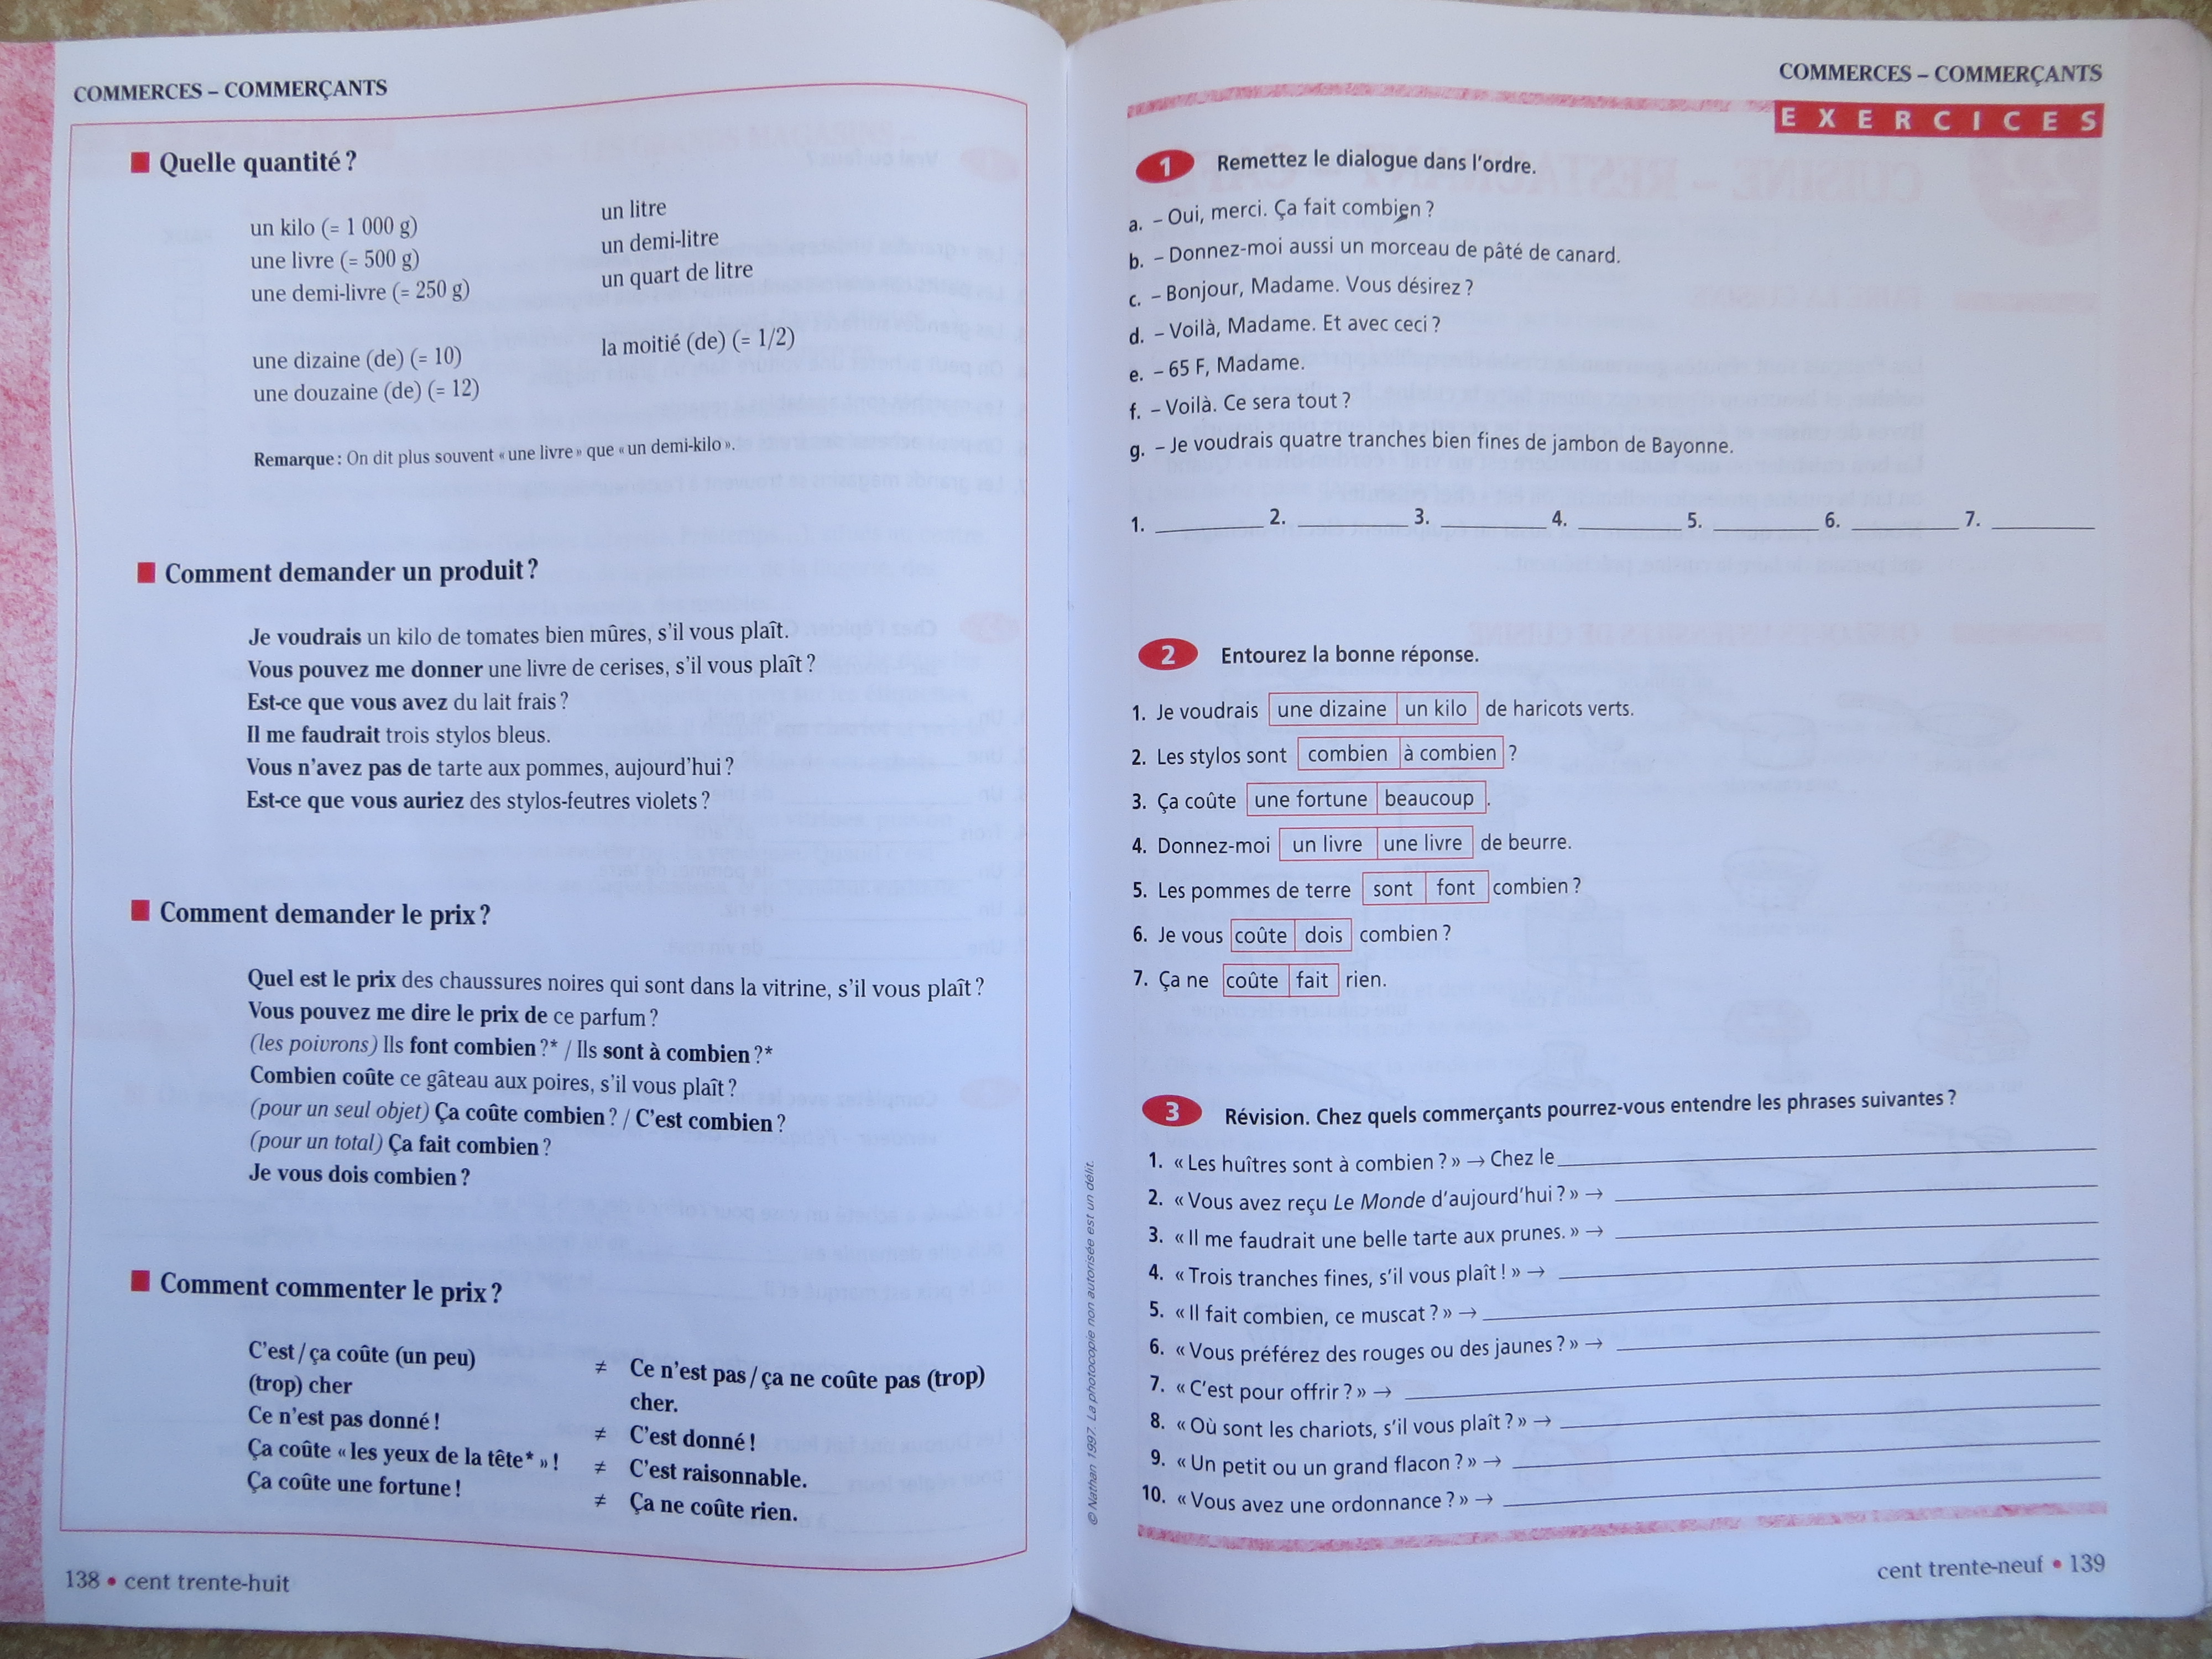 COMMERCES – COMMERÇANTS
Quelle quantité ?
un kilo (= 1 000 g)
une livre (= 500 g)
une demi-livre (= 250 g)
une dizaine (de) (= 10)
une douzaine (de) (= 12)
un litre
un demi-litre
un quart de litre
la moitié (de) (= 1/2)
Remarque : On dit plus souvent « une livre » que « un demi-kilo ».
Comment demander un produit ?
Je voudrais un kilo de tomates bien mûres, s'il vous plaît.
Vous pouvez me donner une livre de cerises, s'il vous plaît ?
Est-ce que vous avez du lait frais ?
Il me faudrait trois stylos bleus.
Vous n'avez pas de tarte aux pommes, aujourd'hui ?
Est-ce que vous auriez des stylos-feutres violets ?
Comment demander le prix ?
Quel est le prix des chaussures noires qui sont dans la vitrine, s'il vous plaît ?
Vous pouvez me dire le prix de ce parfum ?
(les poivrons) Ils font combien ?* / Ils sont à combien ?*
Combien coûte ce gâteau aux poires, s'il vous plaît ?
(pour un seul objet) Ça coûte combien ? / C'est combien ?
(pour un total) Ça fait combien ?
Je vous dois combien ?
Comment commenter le prix ?
C'est / ça coûte (un peu) ≠ Ce n'est pas / ça ne coûte pas (trop)
(trop) cher cher.
Ce n'est pas donné ! ≠ C'est donné !
Ça coûte « les yeux de la tête* » ! ≠ C'est raisonnable.
Ça coûte une fortune ! ≠ Ça ne coûte rien.
138 • cent trente-huit
COMMERCES – COMMERÇANTS
EXERCICES
1 Remettez le dialogue dans l'ordre.
a. – Oui, merci. Ça fait combien ?
b. – Donnez-moi aussi un morceau de pâté de canard.
c. – Bonjour, Madame. Vous désirez ?
d. – Voilà, Madame. Et avec ceci ?
e. – 65 F, Madame.
f. – Voilà. Ce sera tout ?
g. – Je voudrais quatre tranches bien fines de jambon de Bayonne.
1. 2. 3. 4. 5. 6. 7.
2 Entourez la bonne réponse.
1. Je voudrais une dizaine un kilo de haricots verts.
2. Les stylos sont combien à combien ?
3. Ça coûte une fortune beaucoup .
4. Donnez-moi un livre une livre de beurre.
5. Les pommes de terre sont font combien ?
6. Je vous coûte dois combien ?
7. Ça ne coûte fait rien.
3 Révision. Chez quels commerçants pourrez-vous entendre les phrases suivantes ?
1. « Les huîtres sont à combien ? » → Chez le
2. « Vous avez reçu Le Monde d'aujourd'hui ? » →
3. « Il me faudrait une belle tarte aux prunes. » →
4. « Trois tranches fines, s'il vous plaît ! » →
5. « Il fait combien, ce muscat ? » →
6. « Vous préférez des rouges ou des jaunes ? » →
7. « C'est pour offrir ? » →
8. « Où sont les chariots, s'il vous plaît ? » →
9. « Un petit ou un grand flacon ? » →
10. « Vous avez une ordonnance ? » →
© Nathan 1997. La photocopie non autorisée est un délit.
cent trente-neuf • 139